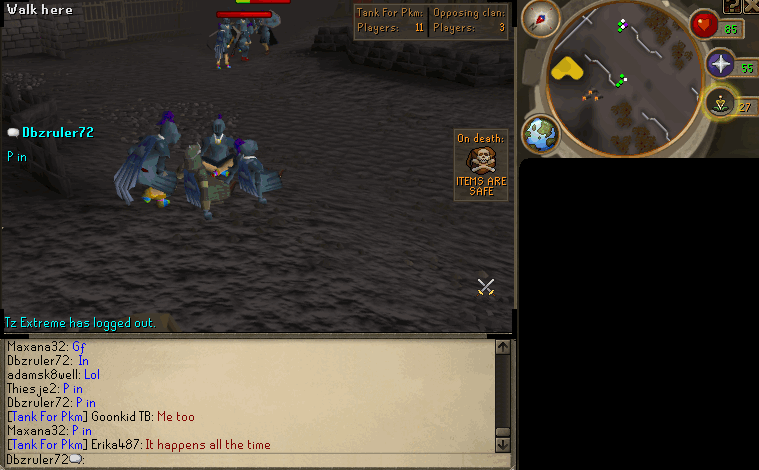 Walk here
Tank For Pkm: Opposing clan:
Players: 11 Players: 3
85
55
27
Dbzruler72
P in
On death:
ITEMS ARE
SAFE
Tz Extreme has logged out.
Maxana32: Gf
Dbzruler72: In
adamsk8well: Lol
Thiesje2: P in
Dbzruler72: P in
[Tank For Pkm] Goonkid TB: Me too
Maxana32: P in
[Tank For Pkm] Erika487: It happens all the time
Dbzruler72:
?